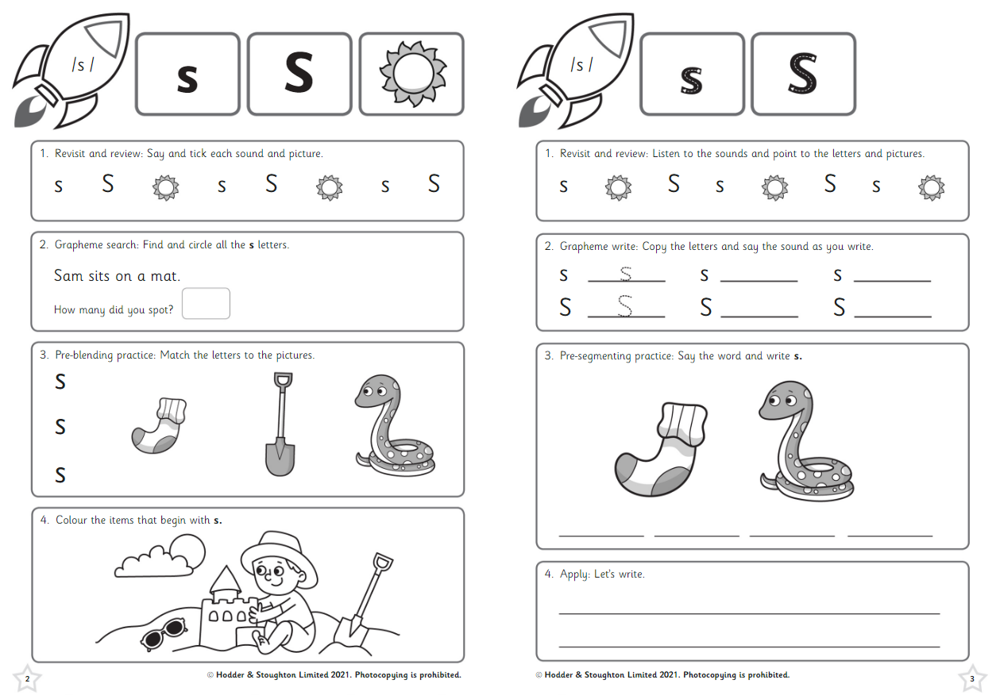 /s /
s
S
1. Revisit and review: Say and tick each sound and picture.
s S s S s S
2. Grapheme search: Find and circle all the s letters.
Sam sits on a mat.
How many did you spot?
3. Pre-blending practice: Match the letters to the pictures.
s
s
s
4. Colour the items that begin with s.
2
© Hodder & Stoughton Limited 2021. Photocopying is prohibited.
/s /
s
S
1. Revisit and review: Listen to the sounds and point to the letters and pictures.
s S s S s
2. Grapheme write: Copy the letters and say the sound as you write.
s s s s
S S S S
3. Pre-segmenting practice: Say the word and write s.
4. Apply: Let's write.
© Hodder & Stoughton Limited 2021. Photocopying is prohibited.
3